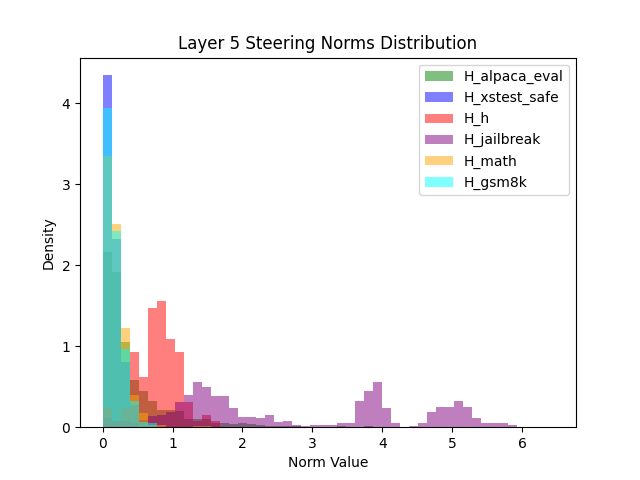 Layer 5 Steering Norms Distribution
H_alpaca_eval
H_xstest_safe
H_h
H_jailbreak
H_math
H_gsm8k
4
3
2
1
0
Density
0 1 2 3 4 5 6
Norm Value